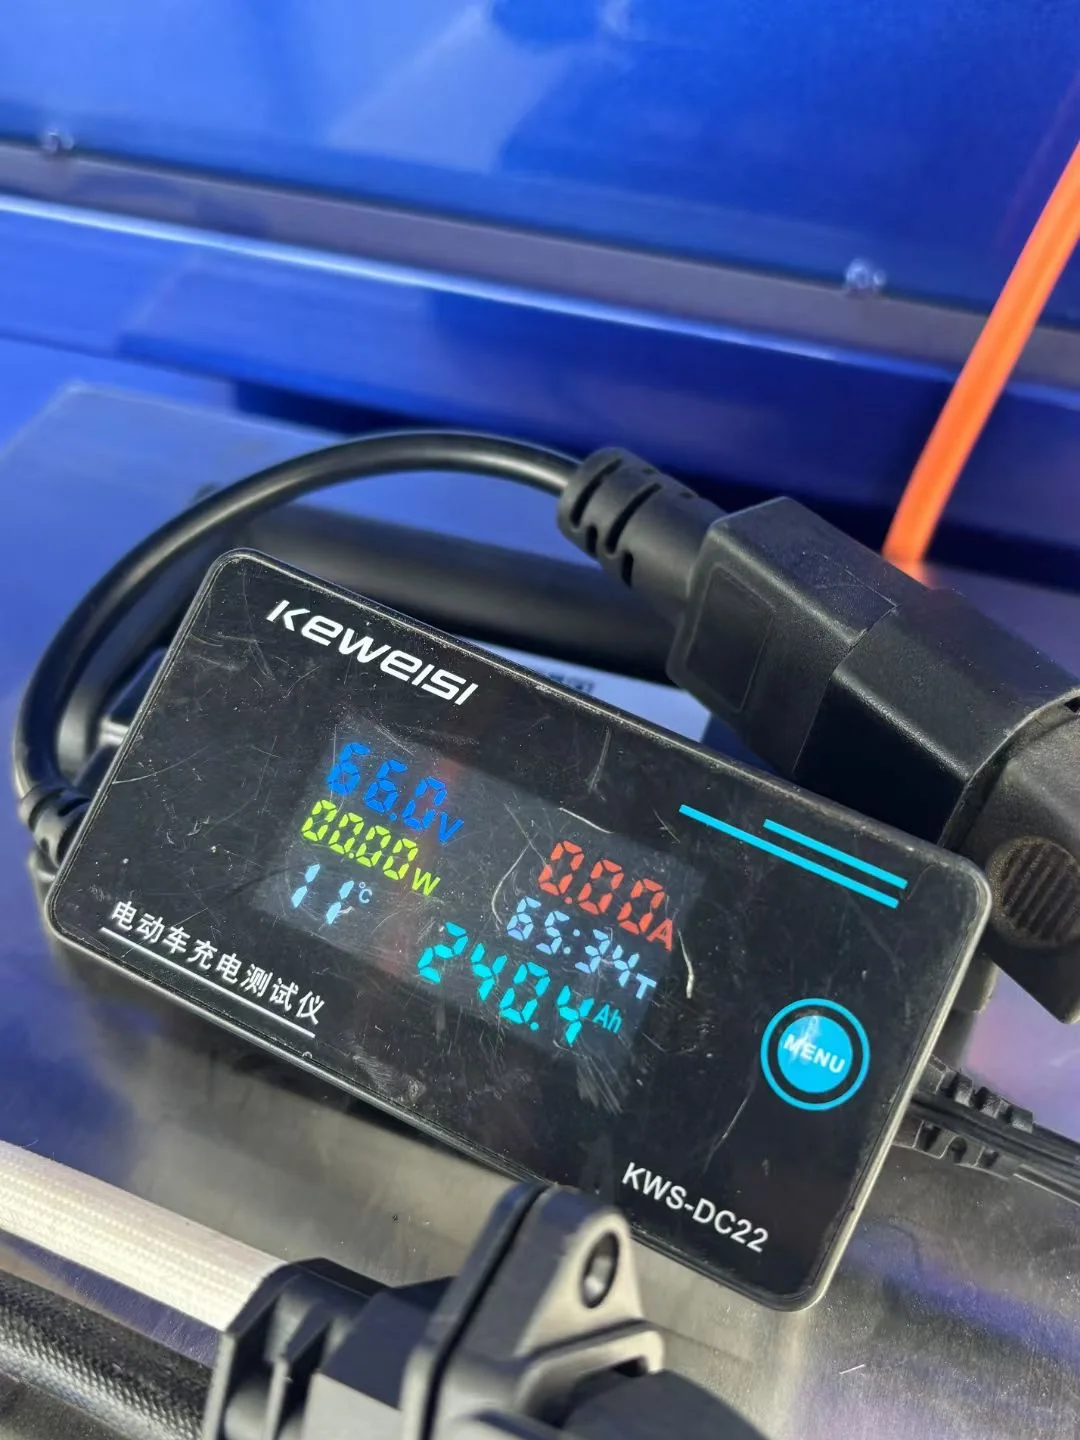 KEWEISI
66.0V
00.00W
0.00A
11℃
65:34T
240.4Ah
电动车充电测试仪
MENU
KWS-DC22